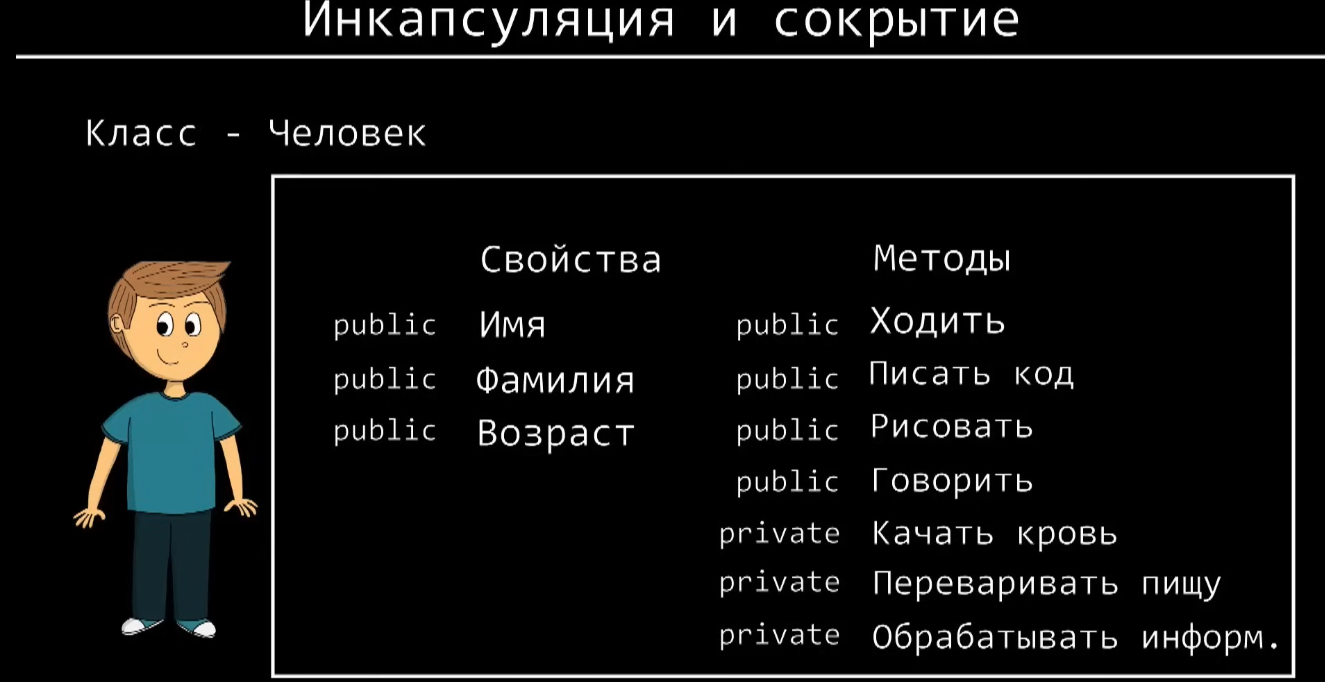 Инкапсуляция и сокрытие
Класс - Человек
Свойства
public Имя
public Фамилия
public Возраст
Методы
public Ходить
public Писать код
public Рисовать
public Говорить
private Качать кровь
private Переваривать пищу
private Обрабатывать информ.